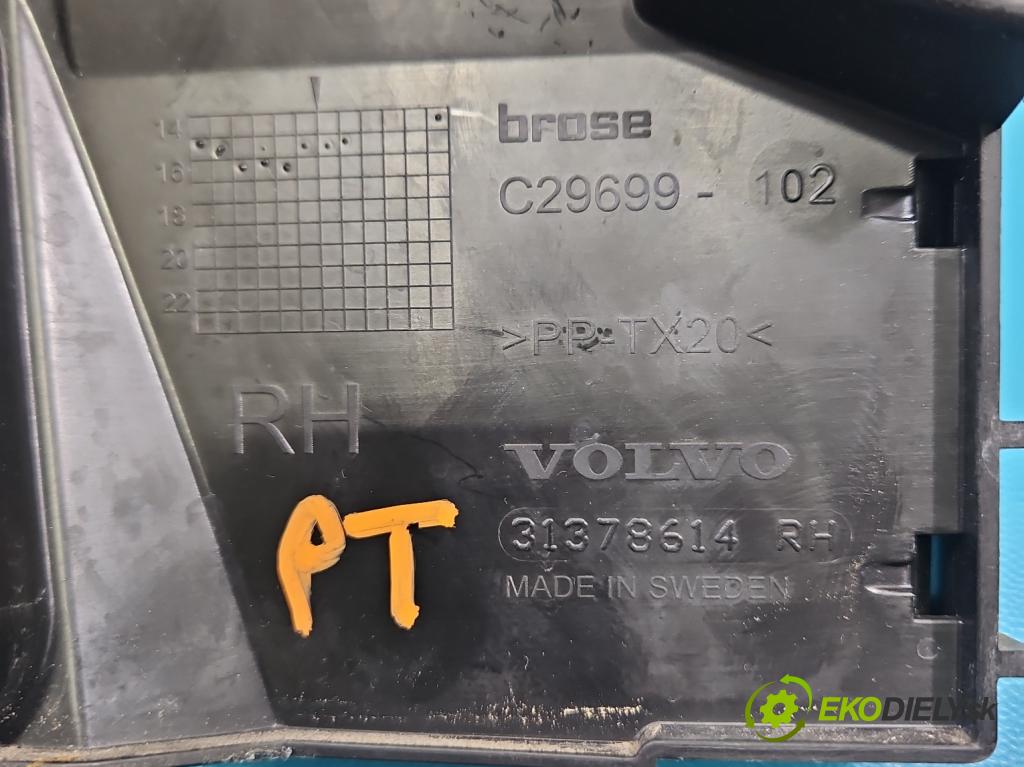 14
16
18
20
22
brose
C29699- 102
>PP-TX20<
RH
VOLVO
31378614 RH
MADE IN SWEDEN
PT
EKODIELY.sk